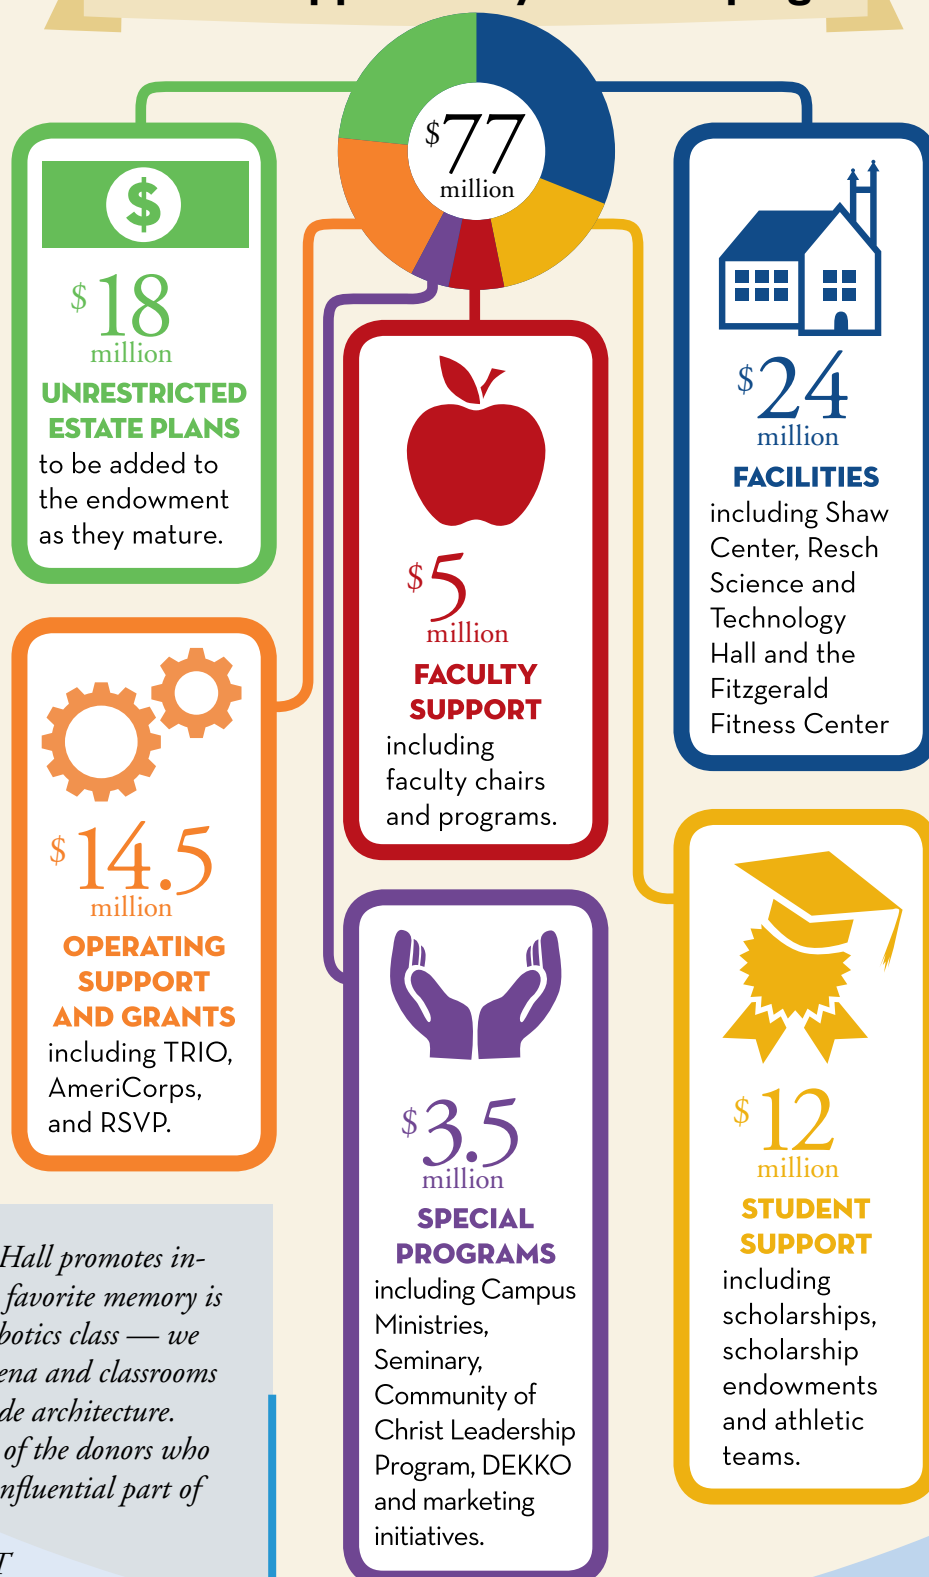 $77
million
$
$18
million
UNRESTRICTED
ESTATE PLANS
to be added to
the endowment
as they mature.
$24
million
FACILITIES
including Shaw
Center, Resch
Science and
Technology
Hall and the
Fitzgerald
Fitness Center
$5
million
FACULTY
SUPPORT
including
faculty chairs
and programs.
$14.5
million
OPERATING
SUPPORT
AND GRANTS
including TRIO,
AmeriCorps,
and RSVP.
$3.5
million
SPECIAL
PROGRAMS
including Campus
Ministries,
Seminary,
Community of
Christ Leadership
Program, DEKKO
and marketing
initiatives.
$12
million
STUDENT
SUPPORT
including
scholarships,
scholarship
endowments
and athletic
teams.
Hall promotes in-
favorite memory is
botics class — we
ena and classrooms
de architecture.
of the donors who
nfluential part of
T